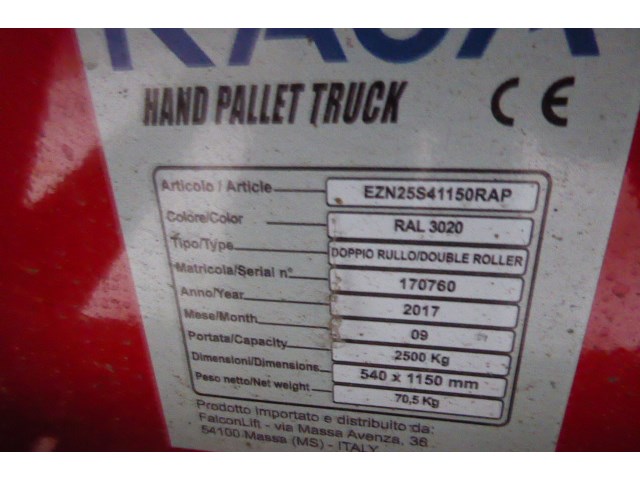 RAJA
HAND PALLET TRUCK CE
Articolo / Article EZN25S41150RAP
Colore/Color RAL 3020
Tipo/Type DOPPIO RULLO/DOUBLE ROLLER
Matricola/Serial n° 170760
Anno/Year 2017
Mese/Month 09
Portata/Capacity 2500 Kg
Dimensioni/Dimensions 540 x 1150 mm
Peso netto/Net weight 70,5 Kg
Prodotto importato e distribuito da:
FalconLift - via Massa Avenza, 38
54100 Massa (MS) - ITALY